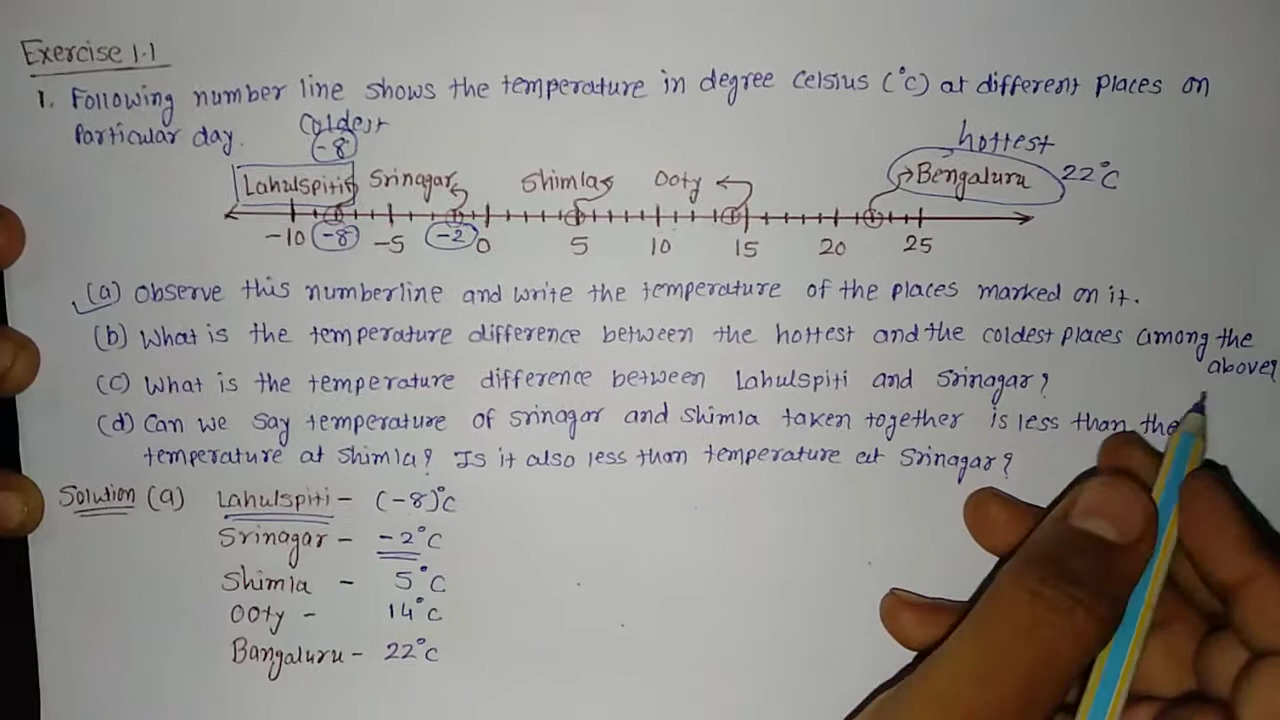 Exercise 1.1
1. Following number line shows the temperature in degree Celsius (°C) at different places on
Particular day.
Coldest
-8
hottest
Lahulspiti Srinagar Shimla Ooty Bengaluru 22°C
-10 -8 -5 -2 0 5 10 15 20 25
(a) Observe this numberline and write the temperature of the places marked on it.
(b) What is the temperature difference between the hottest and the coldest places among the
above?
(c) What is the temperature difference between Lahulspiti and Srinagar?
(d) Can we say temperature of srinagar and shimla taken together is less than the
temperature at shimla? Is it also less than temperature at Srinagar?
Solution (a) Lahulspiti - (-8)°C
Srinagar - -2°C
Shimla - 5°C
Ooty - 14°C
Bangaluru - 22°C